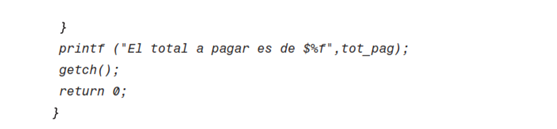 }
printf ("El total a pagar es de $%f",tot_pag);
getch();
return 0;
}